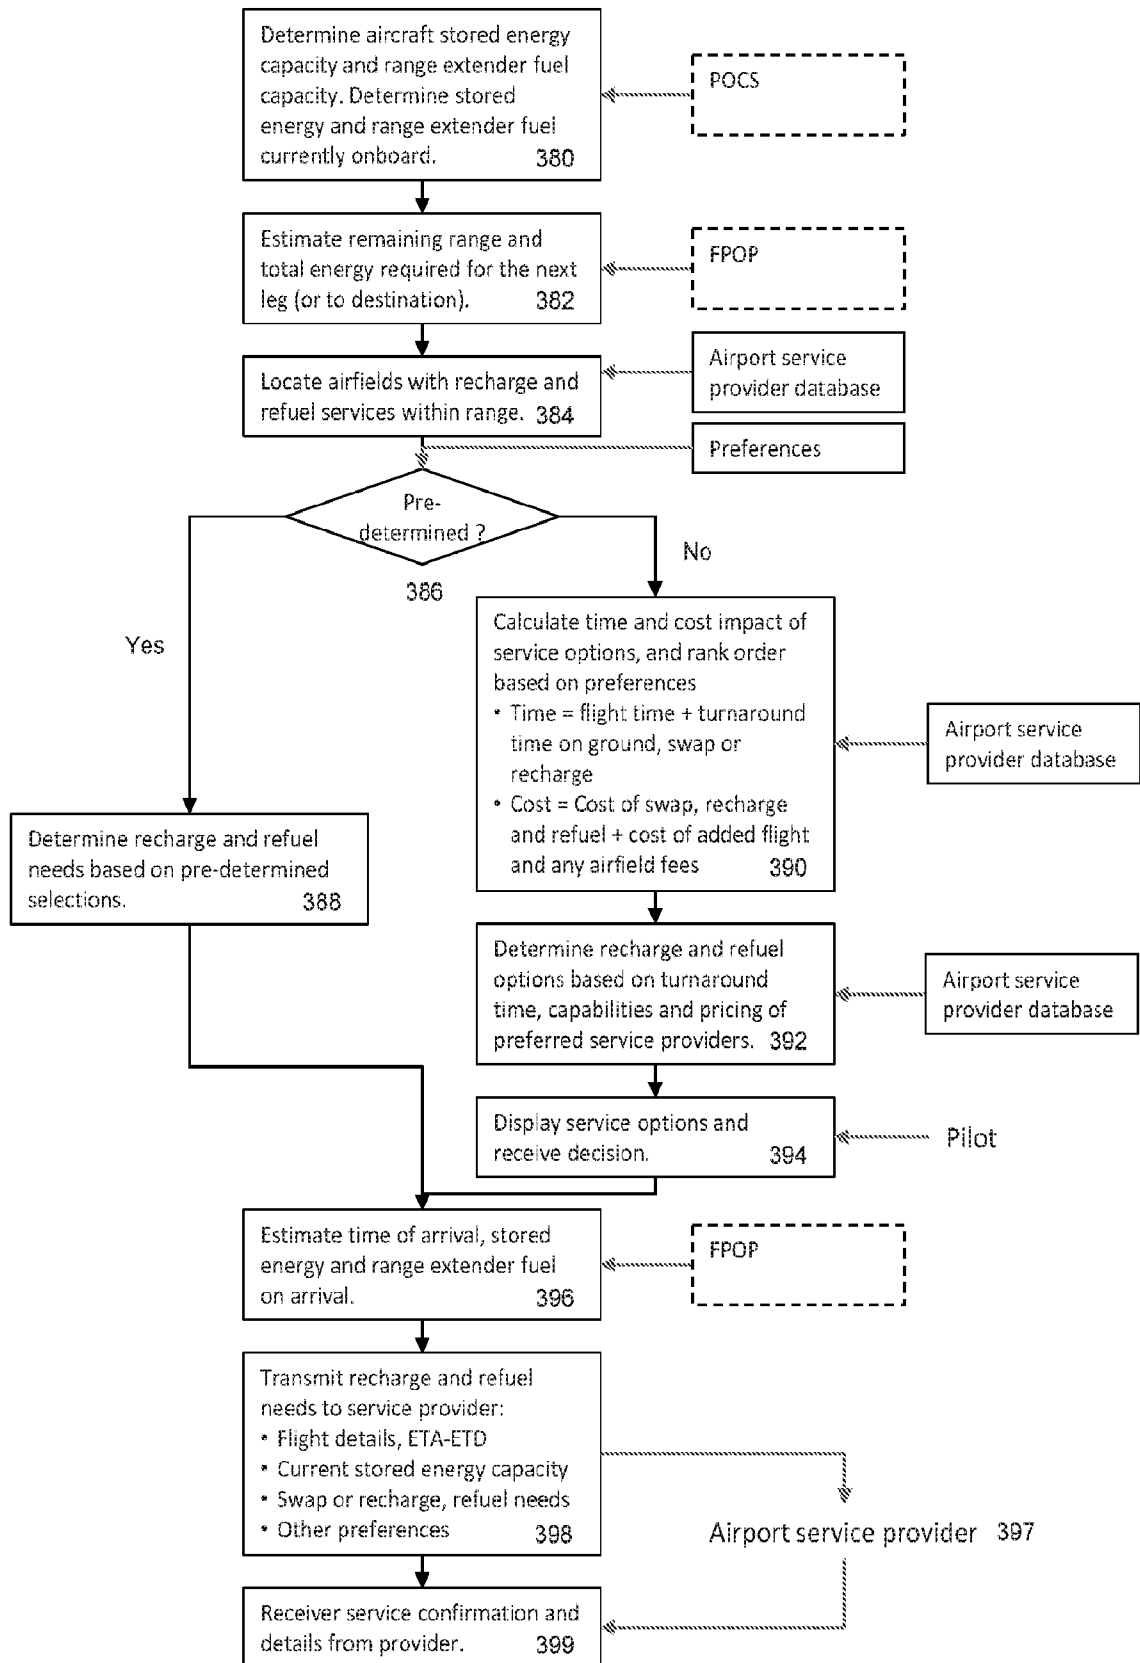 Determine aircraft stored energy
capacity and range extender fuel
capacity. Determine stored
energy and range extender fuel
currently onboard. 380
POCS
Estimate remaining range and
total energy required for the next
leg (or to destination). 382
FPOP
Locate airfields with recharge and
refuel services within range. 384
Airport service
provider database
Preferences
Pre-
determined ?
386
Yes
No
Calculate time and cost impact of
service options, and rank order
based on preferences
• Time = flight time + turnaround
time on ground, swap or
recharge
• Cost = Cost of swap, recharge
and refuel + cost of added flight
and any airfield fees 390
Airport service
provider database
Determine recharge and refuel
needs based on pre-determined
selections. 388
Determine recharge and refuel
options based on turnaround
time, capabilities and pricing of
preferred service providers. 392
Airport service
provider database
Display service options and
receive decision. 394
Pilot
Estimate time of arrival, stored
energy and range extender fuel
on arrival. 396
FPOP
Transmit recharge and refuel
needs to service provider:
• Flight details, ETA-ETD
• Current stored energy capacity
• Swap or recharge, refuel needs
• Other preferences 398
Airport service provider 397
Receiver service confirmation and
details from provider. 399